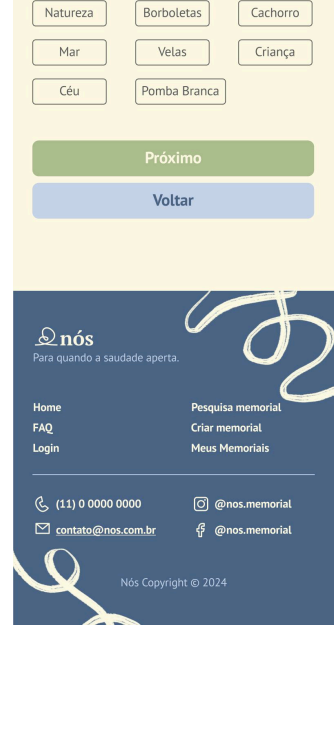 Natureza Borboletas Cachorro
Mar Velas Criança
Céu Pomba Branca
Próximo
Voltar
nós
Para quando a saudade aperta.
Home Pesquisa memorial
FAQ Criar memorial
Login Meus Memoriais
(11) 0 0000 0000 @nos.memorial
contato@nos.com.br @nos.memorial
Nós Copyright © 2024